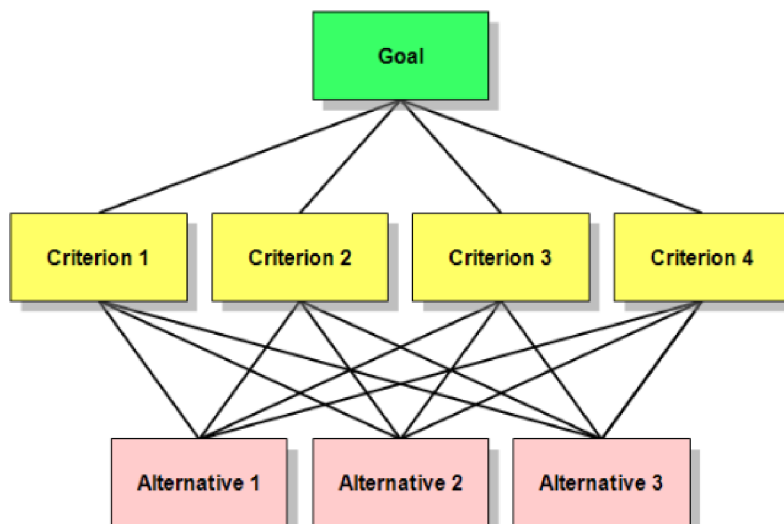 Goal
Criterion 1
Criterion 2
Criterion 3
Criterion 4
Alternative 1
Alternative 2
Alternative 3